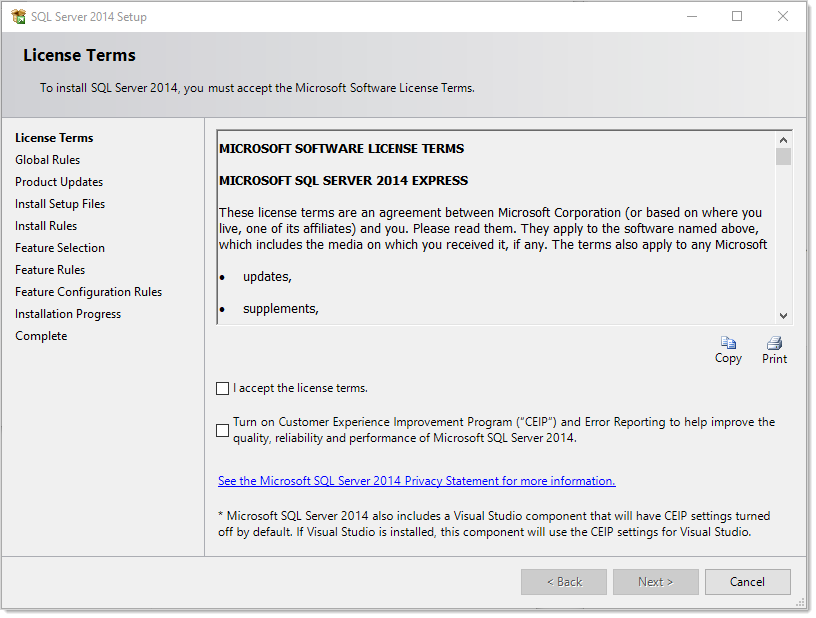 SQL Server 2014 Setup
License Terms
To install SQL Server 2014, you must accept the Microsoft Software License Terms.
License Terms
Global Rules
Product Updates
Install Setup Files
Install Rules
Feature Selection
Feature Rules
Feature Configuration Rules
Installation Progress
Complete
MICROSOFT SOFTWARE LICENSE TERMS
MICROSOFT SQL SERVER 2014 EXPRESS
These license terms are an agreement between Microsoft Corporation (or based on where you
live, one of its affiliates) and you. Please read them. They apply to the software named above,
which includes the media on which you received it, if any. The terms also apply to any Microsoft
• updates,
• supplements,
Copy
Print
I accept the license terms.
Turn on Customer Experience Improvement Program (“CEIP”) and Error Reporting to help improve the
quality, reliability and performance of Microsoft SQL Server 2014.
See the Microsoft SQL Server 2014 Privacy Statement for more information.
* Microsoft SQL Server 2014 also includes a Visual Studio component that will have CEIP settings turned
off by default. If Visual Studio is installed, this component will use the CEIP settings for Visual Studio.
< Back
Next >
Cancel